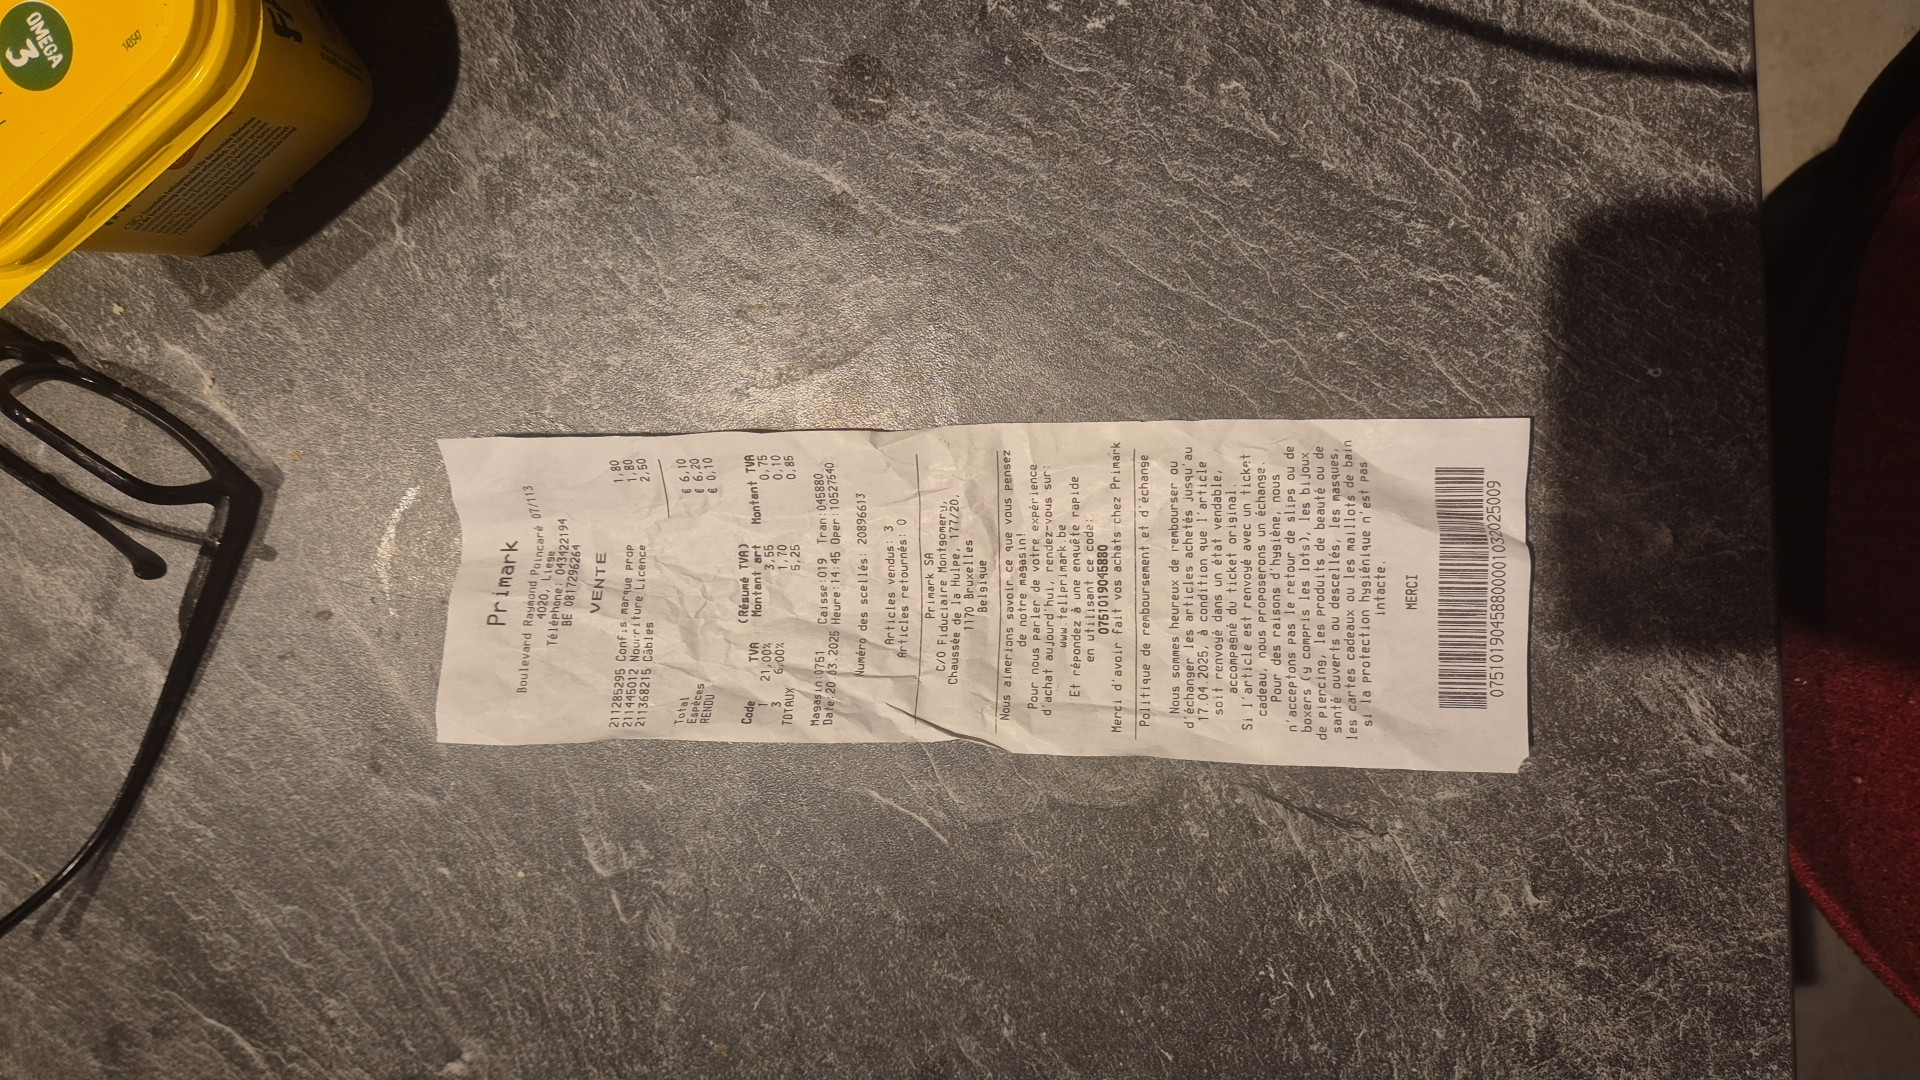 OMEGA
3
143547
Primark
Boulevard Raymond Poincaré 07/113
4020, Liege
Téléphone: 043422194
BE 0817296264
VENTE
211285295 Confis marque prop 1,80
211445012 Nourriture Licence 1,80
211368215 Câbles 2,50
Total € 6,10
Espèces € 6,20
RENDU € 0,10
(Résumé TVA)
Code TVA Montant art Montant TVA
1 21,00% 3,55 0,75
3 6,00% 1,70 0,10
TOTAUX 5,25 0,85
Magasin:0751 Caisse:019 Tran:045880
Date:20.03.2025 Heure:14:45 Oper:10527540
Numéro des scellés: 20896613
Articles vendus: 3
Articles retournés: 0
Primark SA
C/O Fiduciaire Montgomery,
Chaussée de la Hulpe, 177/20,
1170 Bruxelles
Belgique
Nous aimerions savoir ce que vous pensez
de notre magasin!
Pour nous parler de votre expérience
d'achat aujourd'hui, rendez-vous sur:
www.tellprimark.be
Et répondez à une enquête rapide
en utilisant ce code:
075101904588​0
Merci d'avoir fait vos achats chez Primark
Politique de remboursement et d'échange
Nous sommes heureux de rembourser ou
d'échanger les articles achetés jusqu'au
17.04.2025, à condition que l'article
soit renvoyé dans un état vendable,
accompagné du ticket original.
Si l'article est renvoyé avec un ticket
cadeau, nous proposerons un échange.
Pour des raisons d'hygiène, nous
n'acceptons pas le retour de slips ou de
boxers (y compris les lots), les bijoux
de piercing, les produits de beauté ou de
santé ouverts ou descellés, les masques,
les cartes cadeaux ou les maillots de bain
si la protection hygiénique n'est pas
intacte.
MERCI
07510190458800001032025009